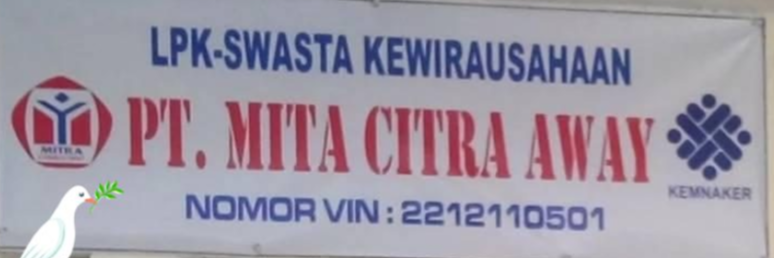 LPK-SWASTA KEWIRAUSAHAAN
PT. MITA CITRA AWAY
MITRA
KEMNAKER
NOMOR VIN : 2212110501